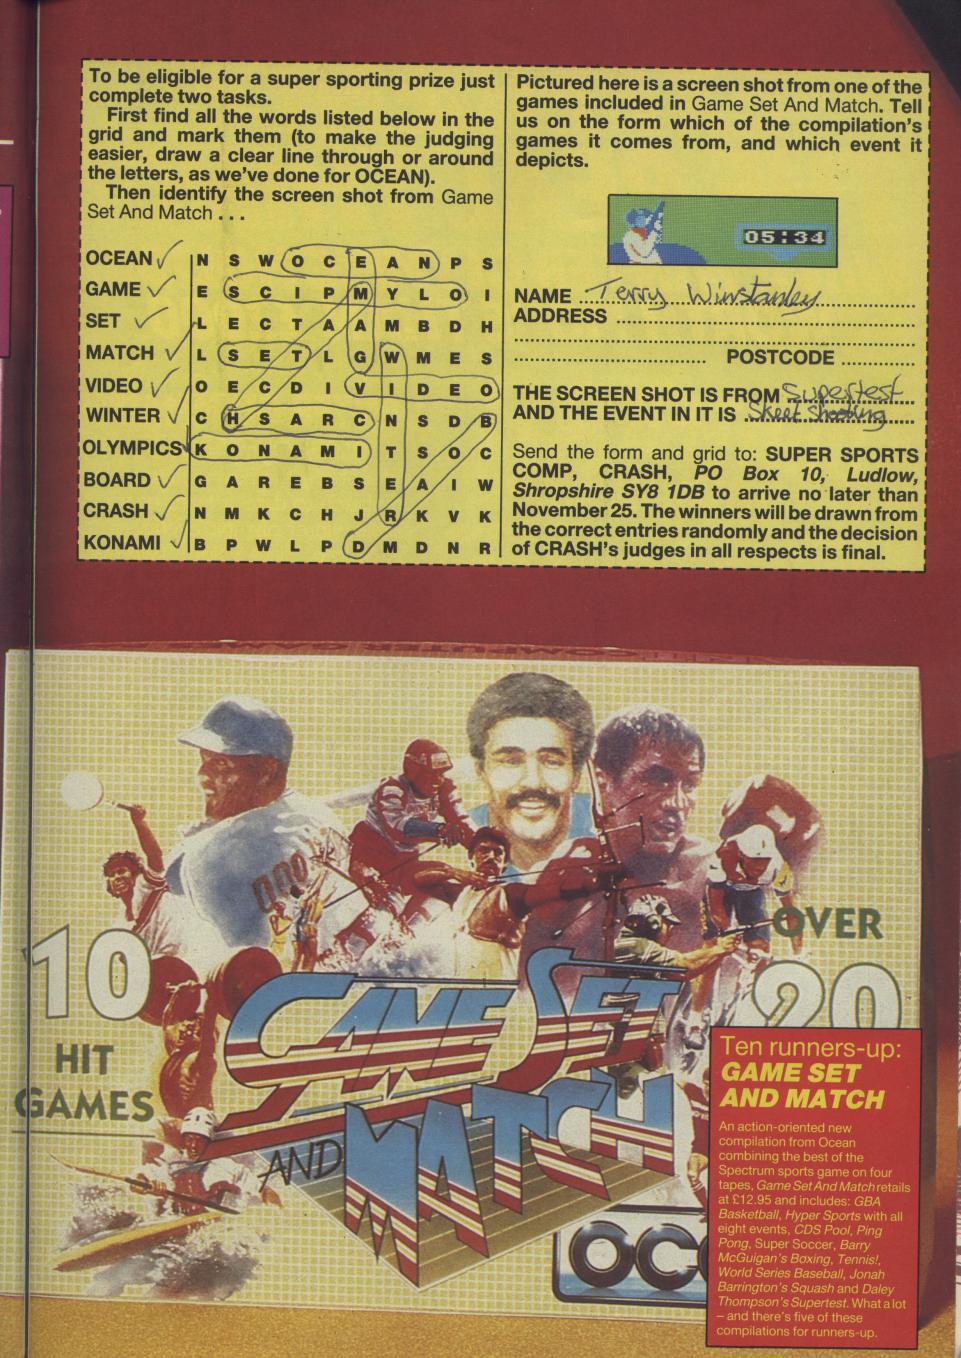 To be eligible for a super sporting prize just
complete two tasks.
First find all the words listed below in the
grid and mark them (to make the judging
easier, draw a clear line through or around
the letters, as we've done for OCEAN).
Then identify the screen shot from Game
Set And Match . . .
OCEAN
GAME
SET
MATCH
VIDEO
WINTER
OLYMPICS
BOARD
CRASH
KONAMI
N S W O C E A N P S
E S C I P M Y L O I
L E C T A A M B D H
L S E T L G W M E S
O E C D I V I D E O
C H S A R C N S D B
K O N A M I T S O C
G A R E B S E A I W
N M K C H J R K V K
B P W L P D M D N R
Pictured here is a screen shot from one of the
games included in Game Set And Match. Tell
us on the form which of the compilation's
games it comes from, and which event it
depicts.
05:34
NAME Terry Winstanley
ADDRESS
POSTCODE
THE SCREEN SHOT IS FROM Supertest
AND THE EVENT IN IT IS Skeet Shooting
Send the form and grid to: SUPER SPORTS
COMP, CRASH, PO Box 10, Ludlow,
Shropshire SY8 1DB to arrive no later than
November 25. The winners will be drawn from
the correct entries randomly and the decision
of CRASH's judges in all respects is final.
10
HIT
GAMES
OVER
20
GAME SET
AND MATCH
OC
Ten runners-up:
GAME SET
AND MATCH
An action-oriented new
compilation from Ocean
combining the best of the
Spectrum sports game on four
tapes, Game Set And Match retails
at £12.95 and includes: GBA
Basketball, Hyper Sports with all
eight events, CDS Pool, Ping
Pong, Super Soccer, Barry
McGuigan's Boxing, Tennis!,
World Series Baseball, Jonah
Barrington's Squash and Daley
Thompson's Supertest. What a lot
– and there's five of these
compilations for runners-up.